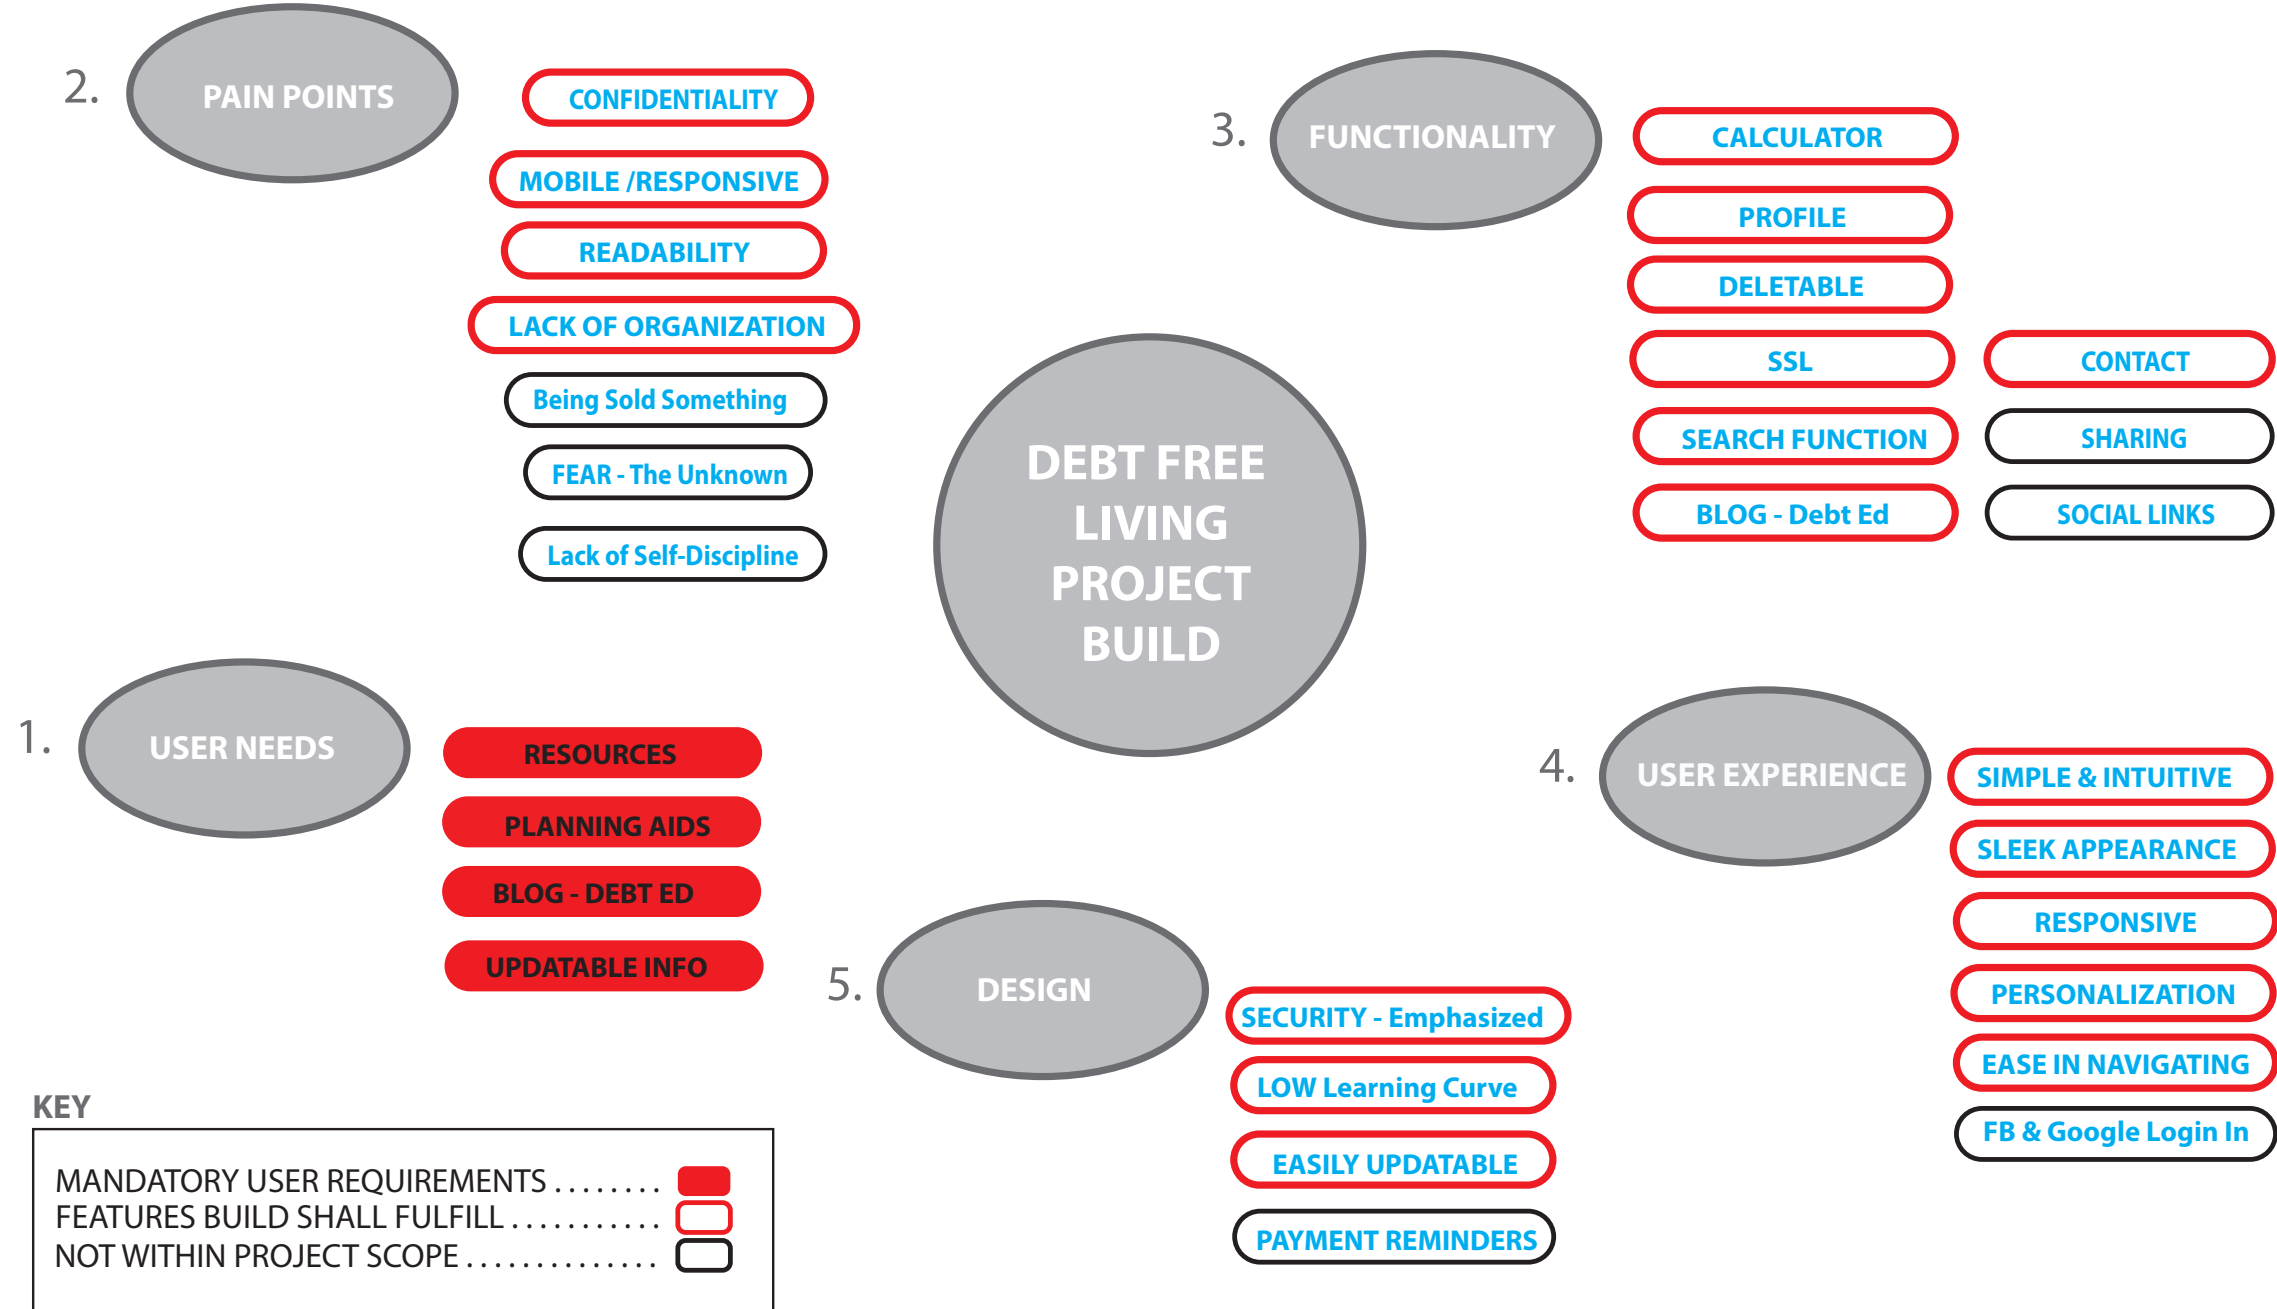 2.
PAIN POINTS
CONFIDENTIALITY
MOBILE /RESPONSIVE
READABILITY
LACK OF ORGANIZATION
Being Sold Something
FEAR - The Unknown
Lack of Self-Discipline
3.
FUNCTIONALITY
CALCULATOR
PROFILE
DELETABLE
SSL
SEARCH FUNCTION
BLOG - Debt Ed
CONTACT
SHARING
SOCIAL LINKS
DEBT FREE
LIVING
PROJECT
BUILD
1.
USER NEEDS
RESOURCES
PLANNING AIDS
BLOG - DEBT ED
UPDATABLE INFO
4.
USER EXPERIENCE
SIMPLE & INTUITIVE
SLEEK APPEARANCE
RESPONSIVE
PERSONALIZATION
EASE IN NAVIGATING
FB & Google Login In
5.
DESIGN
SECURITY - Emphasized
LOW Learning Curve
EASILY UPDATABLE
PAYMENT REMINDERS
KEY
MANDATORY USER REQUIREMENTS ........
FEATURES BUILD SHALL FULFILL ...........
NOT WITHIN PROJECT SCOPE ..............